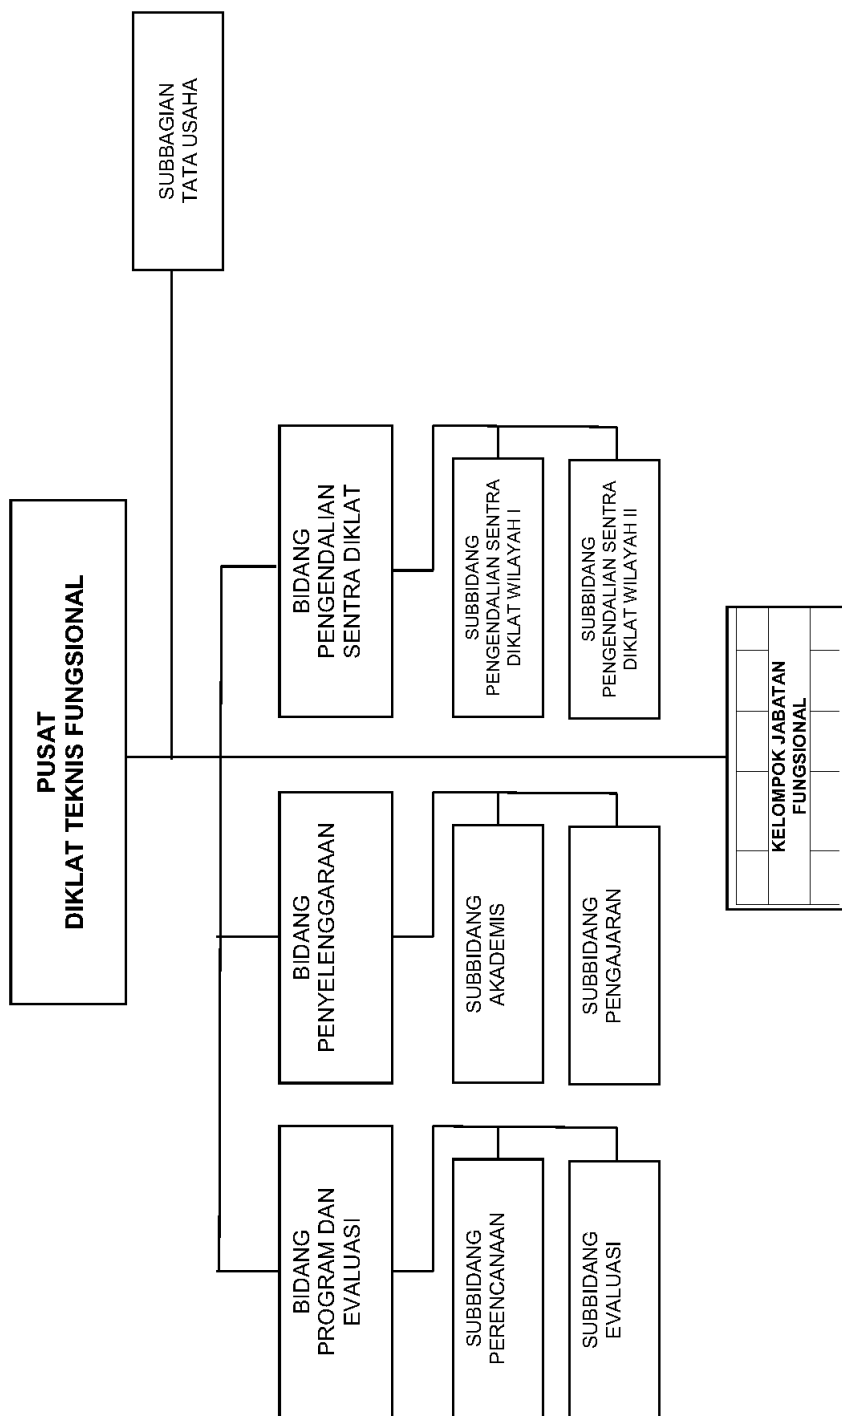 PUSAT
DIKLAT TEKNIS FUNGSIONAL
SUBBAGIAN
TATA USAHA
BIDANG
PROGRAM DAN
EVALUASI
BIDANG
PENYELENGGARAAN
BIDANG
PENGENDALIAN
SENTRA DIKLAT
SUBBIDANG
PERENCANAAN
SUBBIDANG
AKADEMIS
SUBBIDANG
PENGENDALIAN SENTRA
DIKLAT WILAYAH I
SUBBIDANG
EVALUASI
SUBBIDANG
PENGAJARAN
SUBBIDANG
PENGENDALIAN SENTRA
DIKLAT WILAYAH II
KELOMPOK JABATAN
FUNGSIONAL